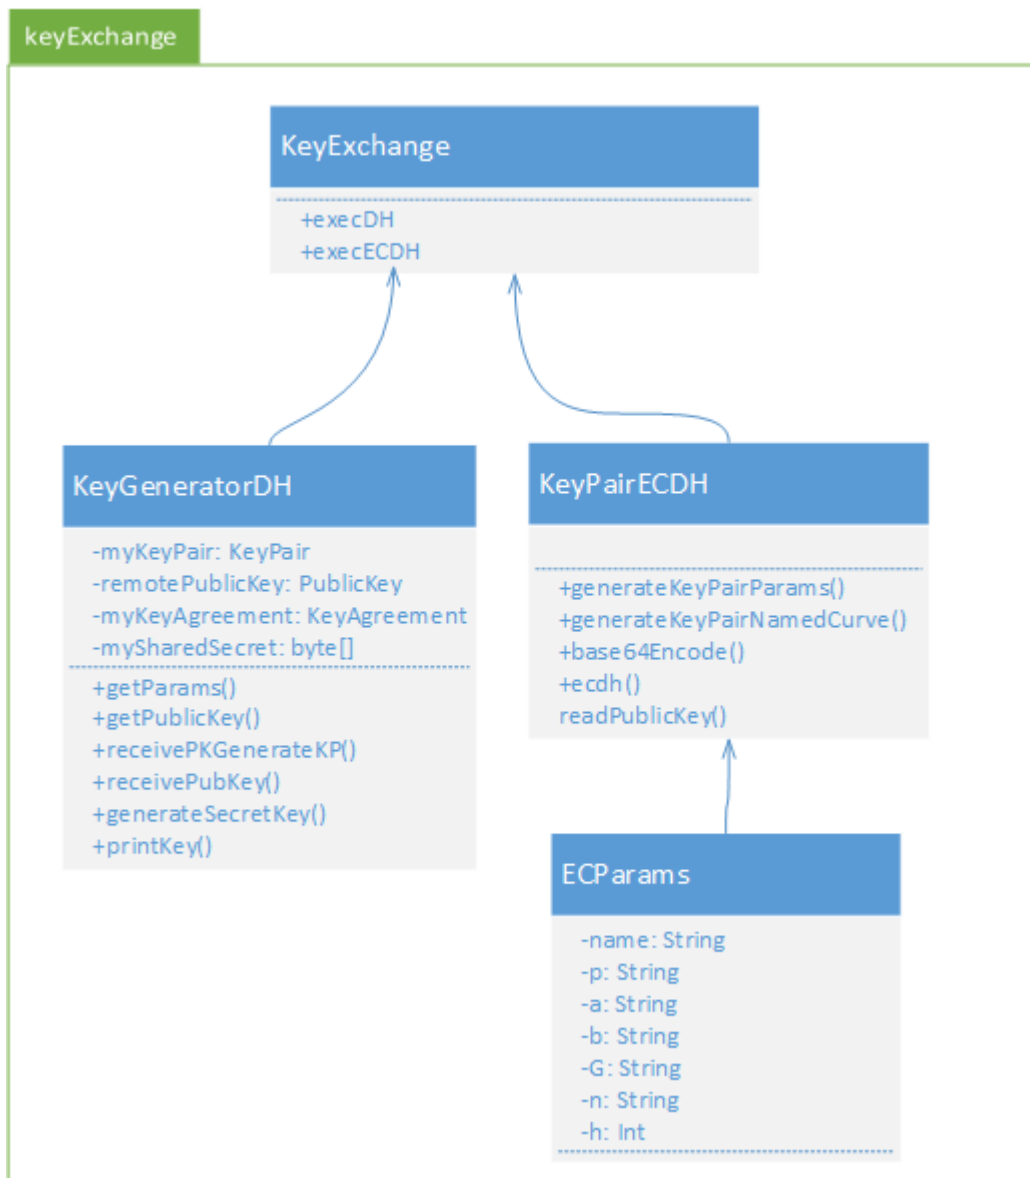 keyExchange
KeyExchange
+execDH
+execECDH
KeyGeneratorDH
-myKeyPair: KeyPair
-remotePublicKey: PublicKey
-myKeyAgreement: KeyAgreement
-mySharedSecret: byte[]
+getParams()
+getPublicKey()
+receivePKGenerateKP()
+receivePubKey()
+generateSecretKey()
+printKey()
KeyPairECDH
+generateKeyPairParams()
+generateKeyPairNamedCurve()
+base64Encode()
+ecdh()
readPublicKey()
ECParams
-name: String
-p: String
-a: String
-b: String
-G: String
-n: String
-h: Int